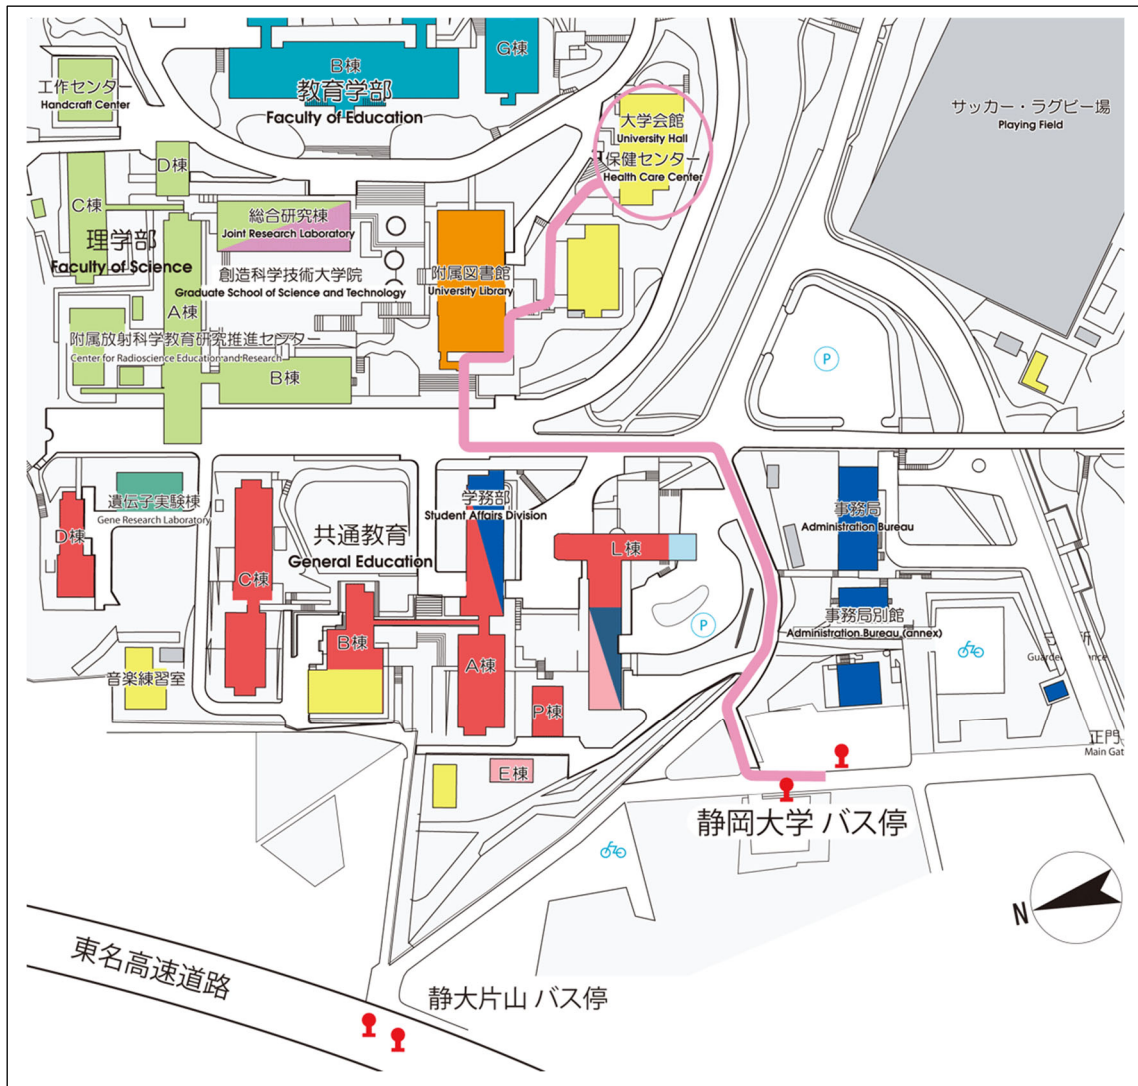 G棟
B棟
教育学部
Faculty of Education
工作センター
Handcraft Center
サッカー・ラグビー場
Playing Field
大学会館
University Hall
保健センター
Health Care Center
D棟
C棟
総合研究棟
Joint Research Laboratory
理学部
Faculty of Science
創造科学技術大学院
Graduate School of Science and Technology
附属図書館
University Library
A棟
附属放射科学教育研究推進センター
Center for Radioscience Education and Research
B棟
P
遺伝子実験棟
Gene Research Laboratory
D棟
学務部
Student Affairs Division
共通教育
General Education
C棟
L棟
事務局
Administration Bureau
事務局別館
Administration Bureau (annex)
P
B棟
A棟
P棟
音楽練習室
所
正門
Main Gat
E棟
静岡大学 バス停
N
東名高速道路
静大片山 バス停